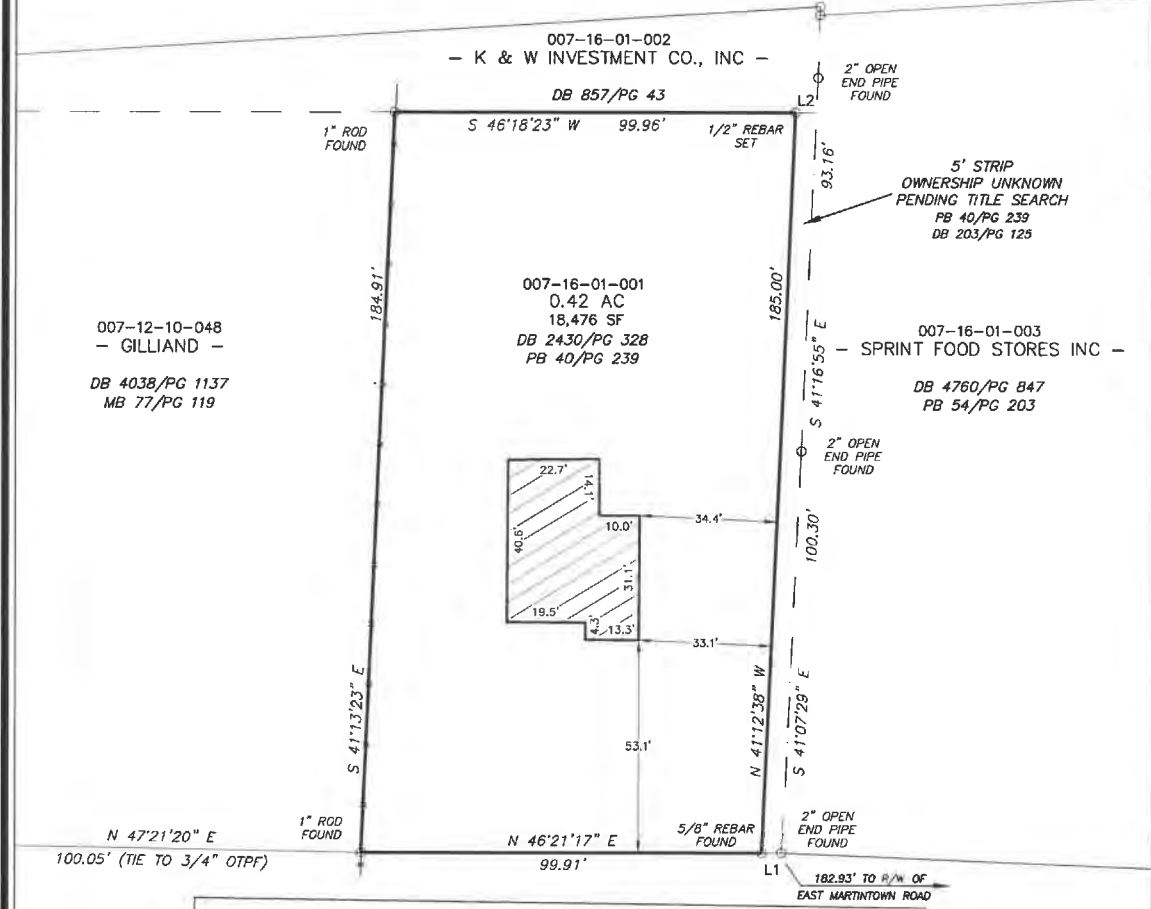 007-16-01-002
- K & W INVESTMENT CO., INC -
DB 857/PG 43
2" OPEN
END PIPE
FOUND
L2
1" ROD
FOUND
S 46°18'23" W 99.96'
1/2" REBAR
SET
93.16'
5' STRIP
OWNERSHIP UNKNOWN
PENDING TITLE SEARCH
PB 40/PG 239
DB 203/PG 125
184.91'
007-16-01-001
0.42 AC
18,476 SF
DB 2430/PG 328
PB 40/PG 239
185.00'
S 41°16'55" E
007-12-10-048
- GILLIAND -
DB 4038/PG 1137
MB 77/PG 119
007-16-01-003
- SPRINT FOOD STORES INC -
DB 4760/PG 847
PB 54/PG 203
2" OPEN
END PIPE
FOUND
22.7'
14.1'
10.0'
34.4'
40.6'
31.1'
100.30'
19.5'
4.3'
13.3'
33.1'
S 41°13'23" E
N 41°12'38" W
S 41°07'29" E
53.1'
1" ROD
FOUND
N 47°21'20" E
100.05' (TIE TO 3/4" OTPF)
N 46°21'17" E
99.91'
5/8" REBAR
FOUND
2" OPEN
END PIPE
FOUND
L1
182.93' TO R/W OF
EAST MARTINTOWN ROAD